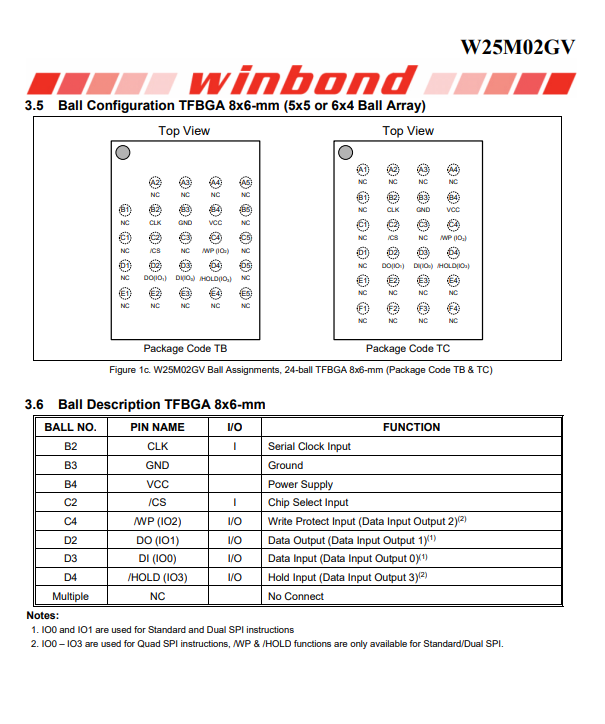 W25M02GV
winbond
3.5 Ball Configuration TFBGA 8x6-mm (5x5 or 6x4 Ball Array)
Top View
A2 A3 A4 A5
NC NC NC NC
B1 B2 B3 B4 B5
NC CLK GND VCC NC
C1 C2 C3 C4 C5
NC /CS NC /WP (IO2) NC
D1 D2 D3 D4 D5
NC DO(IO1) DI(IO0) /HOLD(IO3) NC
E1 E2 E3 E4 E5
NC NC NC NC NC
Package Code TB
Top View
A1 A2 A3 A4
NC NC NC NC
B1 B2 B3 B4
NC CLK GND VCC
C1 C2 C3 C4
NC /CS NC /WP (IO2)
D1 D2 D3 D4
NC DO(IO1) DI(IO0) /HOLD(IO3)
E1 E2 E3 E4
NC NC NC NC
F1 F2 F3 F4
NC NC NC NC
Package Code TC
Figure 1c. W25M02GV Ball Assignments, 24-ball TFBGA 8x6-mm (Package Code TB & TC)
3.6 Ball Description TFBGA 8x6-mm
BALL NO. PIN NAME I/O FUNCTION
B2 CLK I Serial Clock Input
B3 GND Ground
B4 VCC Power Supply
C2 /CS I Chip Select Input
C4 /WP (IO2) I/O Write Protect Input (Data Input Output 2)(2)
D2 DO (IO1) I/O Data Output (Data Input Output 1)(1)
D3 DI (IO0) I/O Data Input (Data Input Output 0)(1)
D4 /HOLD (IO3) I/O Hold Input (Data Input Output 3)(2)
Multiple NC No Connect
Notes:
1. IO0 and IO1 are used for Standard and Dual SPI instructions
2. IO0 – IO3 are used for Quad SPI instructions, /WP & /HOLD functions are only available for Standard/Dual SPI.